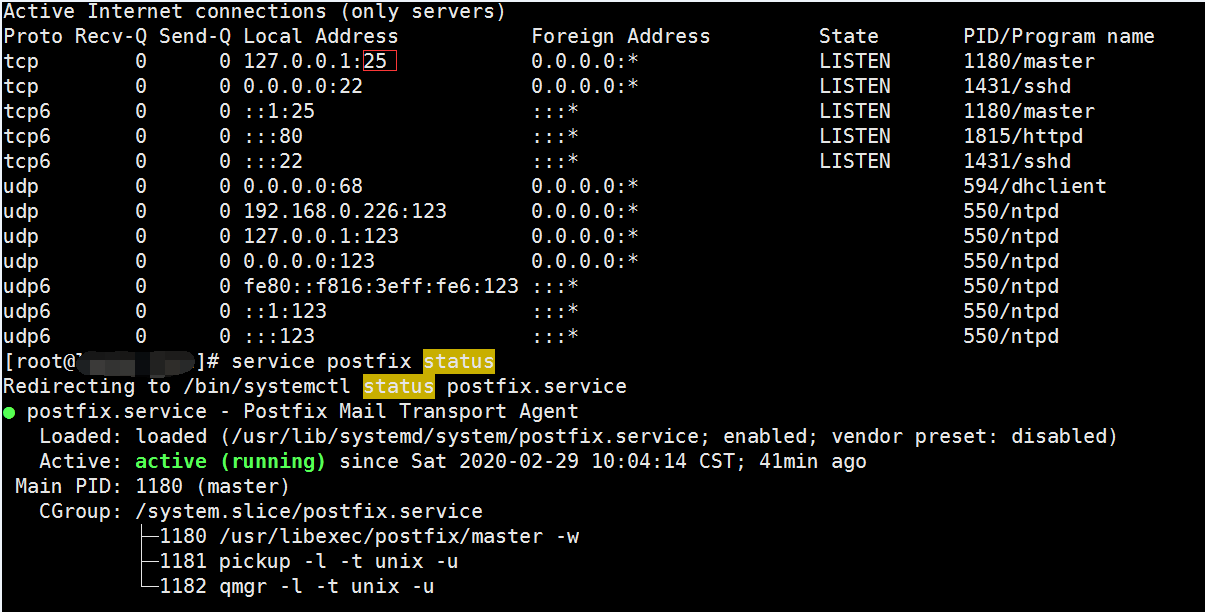 Active Internet connections (only servers)
Proto Recv-Q Send-Q Local Address           Foreign Address         State       PID/Program name
tcp        0      0 127.0.0.1:25            0.0.0.0:*               LISTEN      1180/master
tcp        0      0 0.0.0.0:22              0.0.0.0:*               LISTEN      1431/sshd
tcp6       0      0 ::1:25                  :::*                    LISTEN      1180/master
tcp6       0      0 :::80                   :::*                    LISTEN      1815/httpd
tcp6       0      0 :::22                   :::*                    LISTEN      1431/sshd
udp        0      0 0.0.0.0:68              0.0.0.0:*                           594/dhclient
udp        0      0 192.168.0.226:123       0.0.0.0:*                           550/ntpd
udp        0      0 127.0.0.1:123           0.0.0.0:*                           550/ntpd
udp        0      0 0.0.0.0:123             0.0.0.0:*                           550/ntpd
udp6       0      0 fe80::f816:3eff:fe6:123 :::*                                550/ntpd
udp6       0      0 ::1:123                 :::*                                550/ntpd
udp6       0      0 :::123                  :::*                                550/ntpd
[root@ ]# service postfix status
Redirecting to /bin/systemctl status postfix.service
● postfix.service - Postfix Mail Transport Agent
   Loaded: loaded (/usr/lib/systemd/system/postfix.service; enabled; vendor preset: disabled)
   Active: active (running) since Sat 2020-02-29 10:04:14 CST; 41min ago
 Main PID: 1180 (master)
   CGroup: /system.slice/postfix.service
           ├─1180 /usr/libexec/postfix/master -w
           ├─1181 pickup -l -t unix -u
           └─1182 qmgr -l -t unix -u